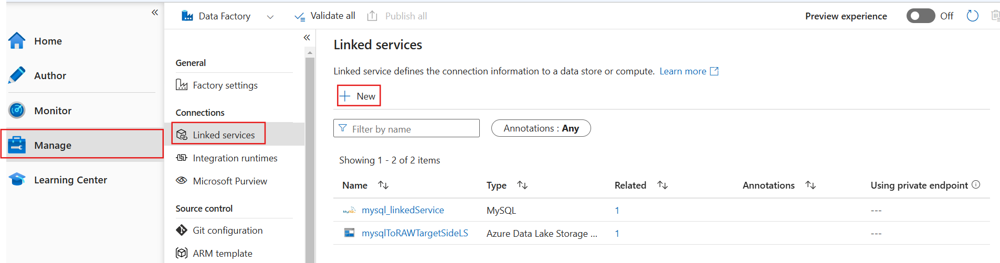 Home
Author
Monitor
Manage
Learning Center
Data Factory
Validate all
Publish all
Preview experience
Off
General
Factory settings
Connections
Linked services
Integration runtimes
Microsoft Purview
Source control
Git configuration
ARM template
Linked services
Linked service defines the connection information to a data store or compute. Learn more
New
Filter by name
Annotations : Any
Showing 1 - 2 of 2 items
Name Type Related Annotations Using private endpoint
MySQL mysql_linkedService MySQL 1 ---
mysqlToRAWTargetSideLS Azure Data Lake Storage ... 1 ---